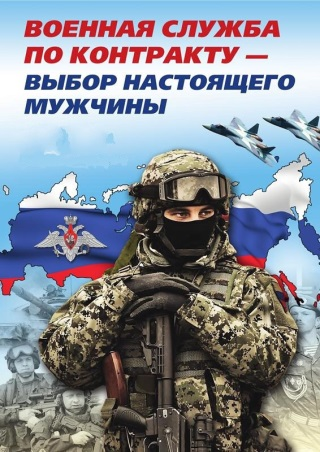 ВОЕННАЯ СЛУЖБА
ПО КОНТРАКТУ —
ВЫБОР НАСТОЯЩЕГО
МУЖЧИНЫ